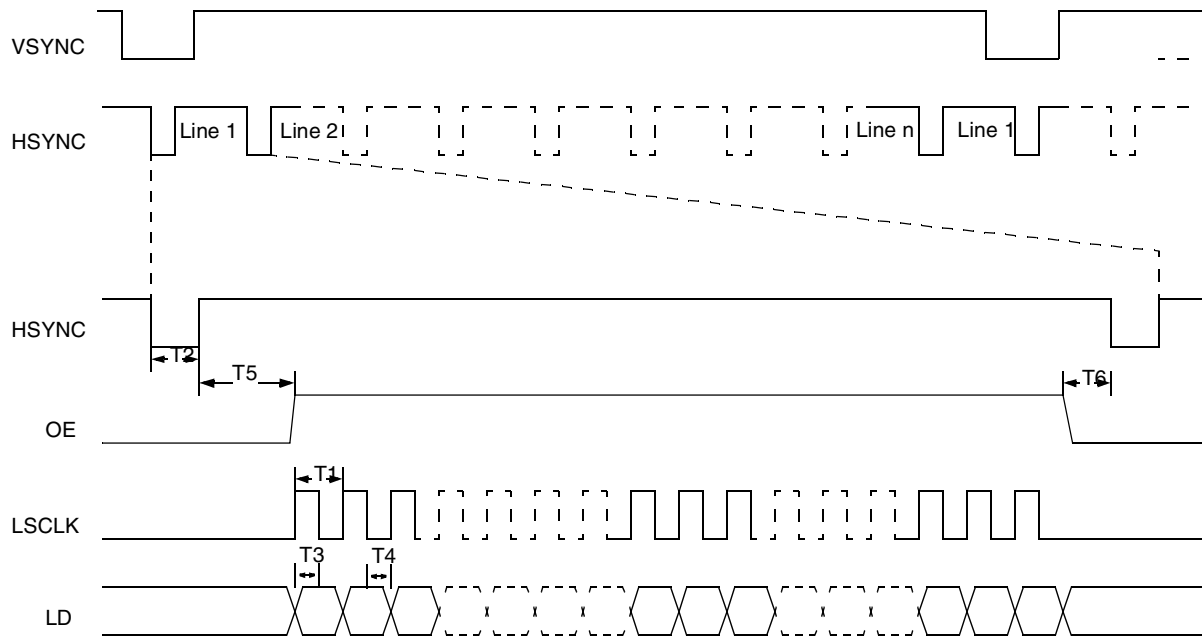 VSYNC
HSYNC
Line 1
Line 2
Line n
Line 1
HSYNC
T2
T5
T6
OE
T1
LSCLK
T3
T4
LD